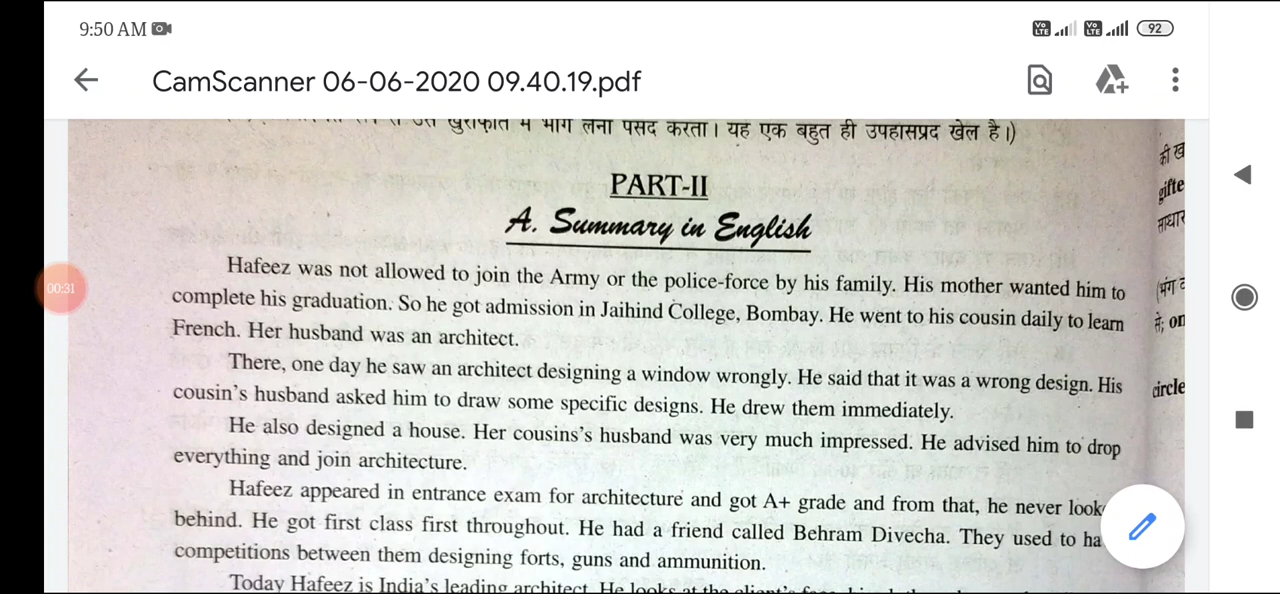 9:50 AM
Vo LTE Vo LTE 92
CamScanner 06-06-2020 09.40.19.pdf
में भाग लेना पसंद करता। यह एक बहुत ही उपहासप्रद खेल है।)
की ख
PART-II
gifte
A. Summary in English
साधार
Hafeez was not allowed to join the Army or the police-force by his family. His mother wanted him to
00:31
complete his graduation. So he got admission in Jaihind College, Bombay. He went to his cousin daily to learn
French. Her husband was an architect.
There, one day he saw an architect designing a window wrongly. He said that it was a wrong design. His
circle
cousin's husband asked him to draw some specific designs. He drew them immediately.
He also designed a house. Her cousins's husband was very much impressed. He advised him to drop
everything and join architecture.
Hafeez appeared in entrance exam for architecture and got A+ grade and from that, he never look
behind. He got first class first throughout. He had a friend called Behram Divecha. They used to ha
competitions between them designing forts, guns and ammunition.
Today Hafeez is India's leading architect. He looks at the client's